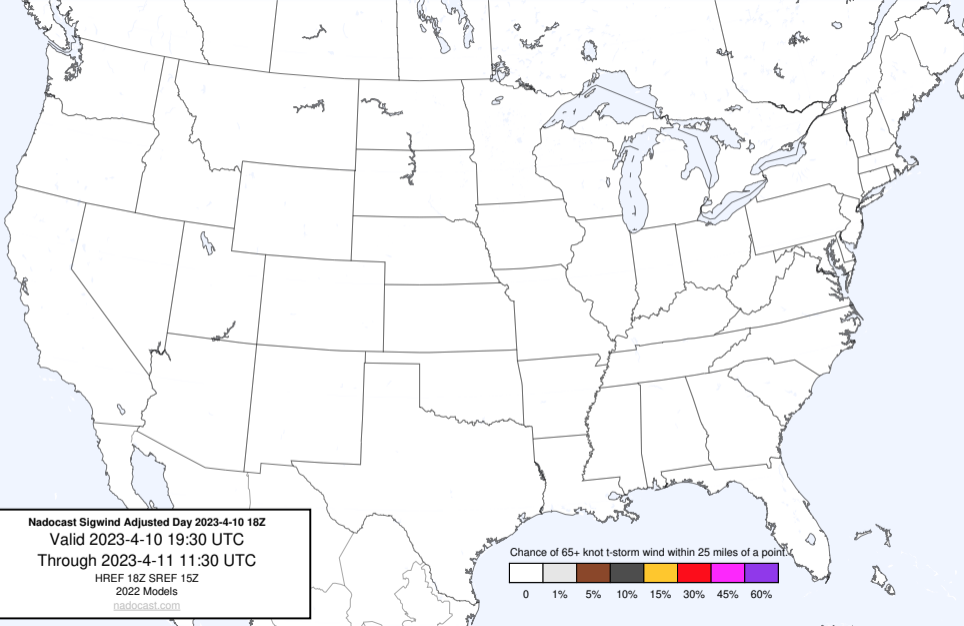 Nadocast Sigwind Adjusted Day 2023-4-10 18Z
Valid 2023-4-10 19:30 UTC
Through 2023-4-11 11:30 UTC
HREF 18Z SREF 15Z
2022 Models
nadocast.com
Chance of 65+ knot t-storm wind within 25 miles of a point.
0 1% 5% 10% 15% 30% 45% 60%